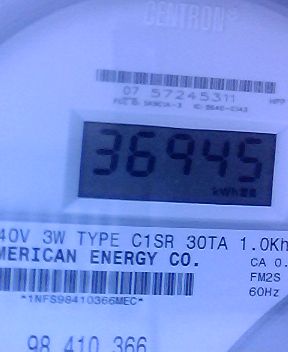 CENTRON®
07 57245311
36945
kWh
40V 3W TYPE C1SR 30TA 1.0Kh
MERICAN ENERGY CO.
CA 0.
FM2S
60Hz
*1NFS98410366MEC*
98 410 366